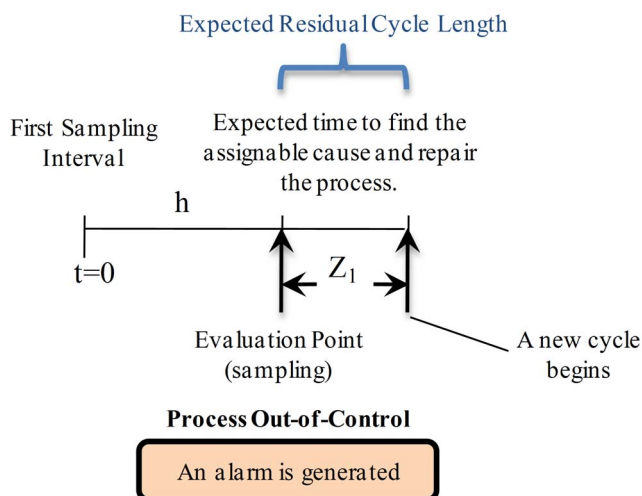 Expected Residual Cycle Length
First Sampling
Interval
Expected time to find the
assignable cause and repair
the process.
h
t=0
Z₁
Evaluation Point
(sampling)
A new cycle
begins
Process Out-of-Control
An alarm is generated